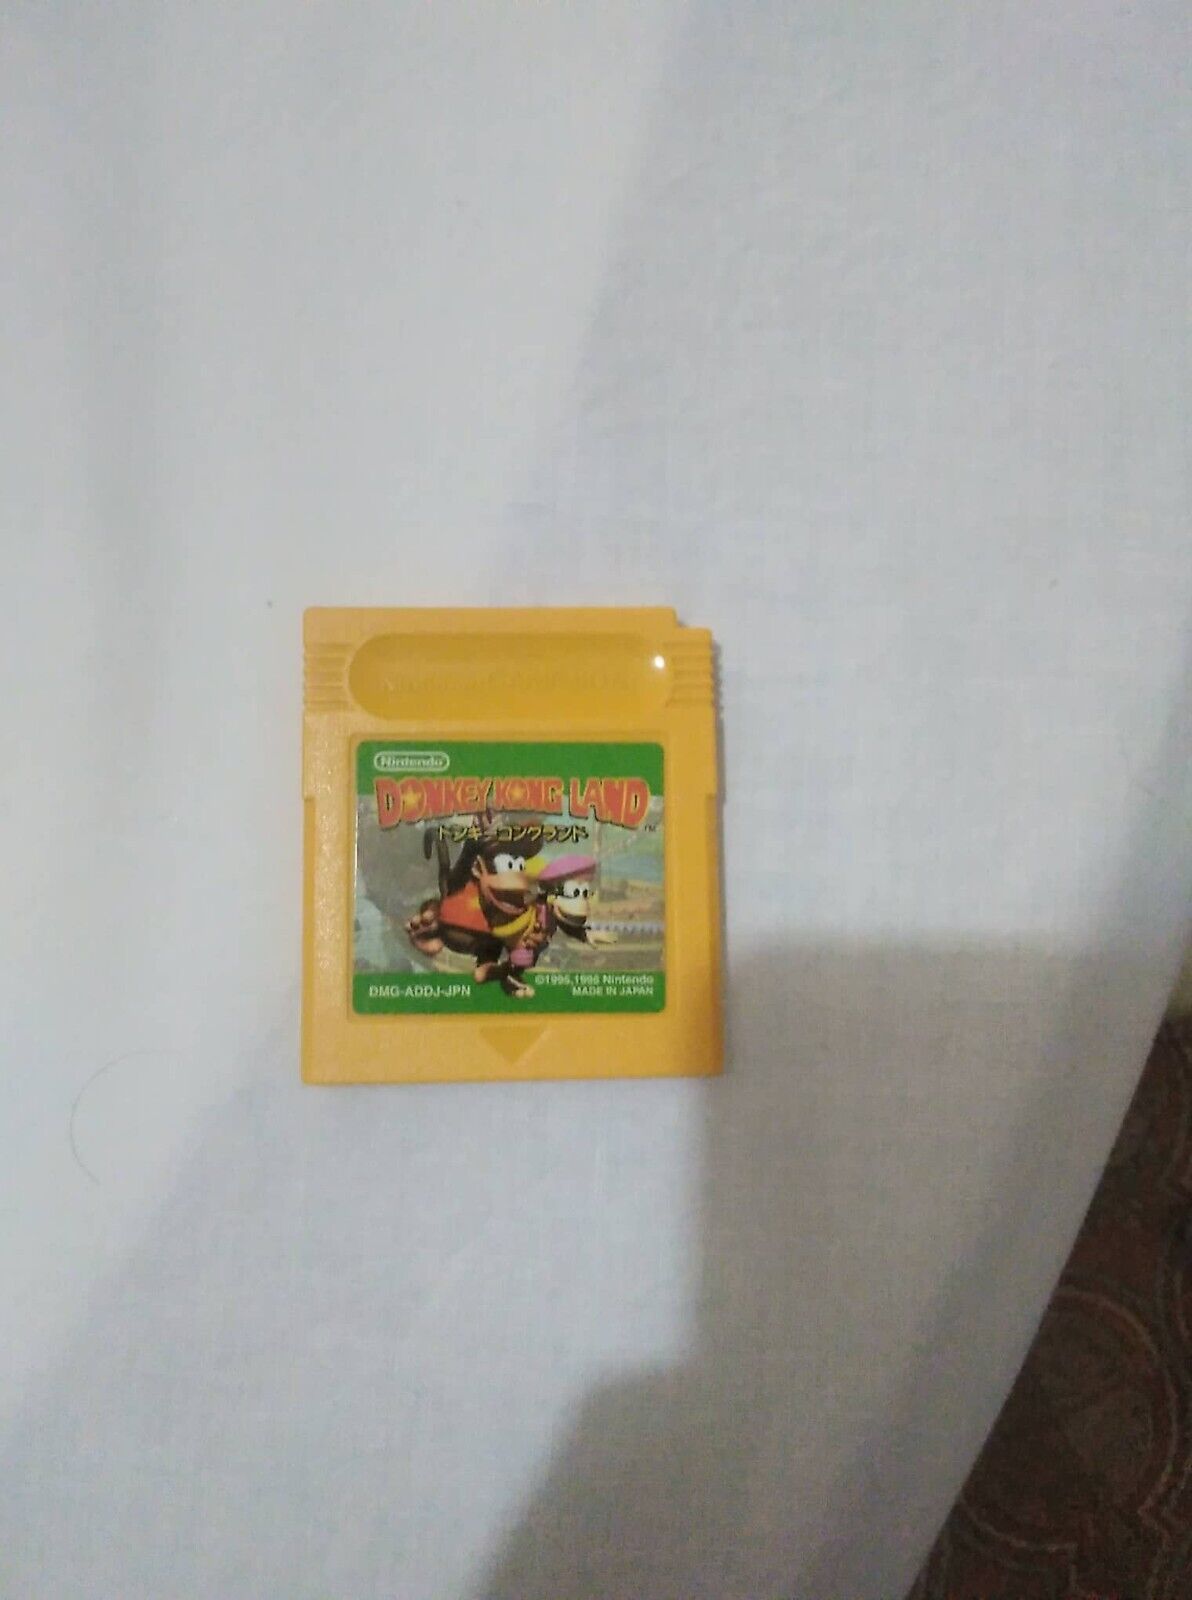 Nintendo
DONKEY KONG LAND
TM
ドンキーコングランド
©1995,1996 Nintendo
DMG-ADDJ-JPN
MADE IN JAPAN